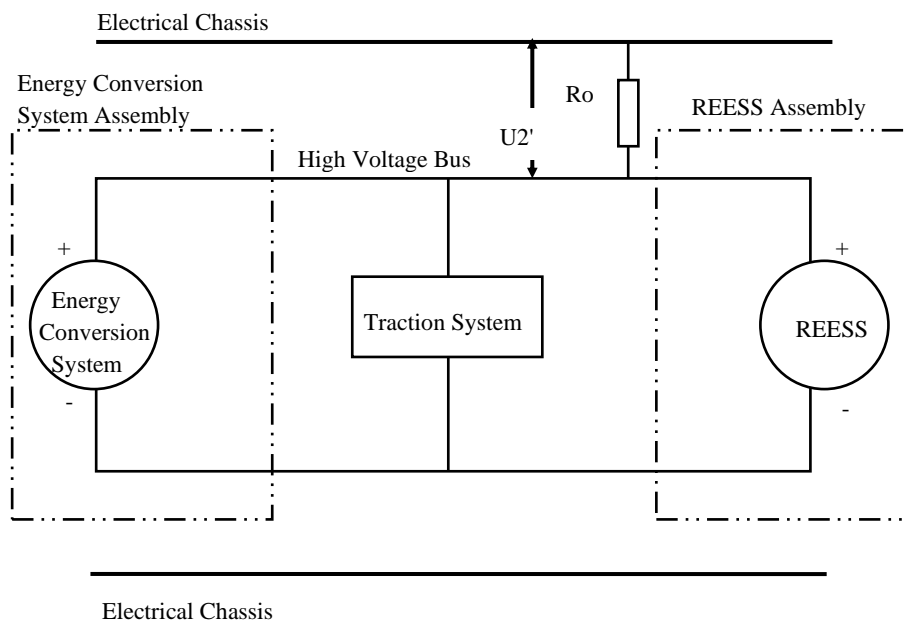 Electrical Chassis
Energy Conversion
System Assembly
Ro
REESS Assembly
U2'
High Voltage Bus
+
+
Energy
Conversion
System
Traction System
REESS
-
-
Electrical Chassis